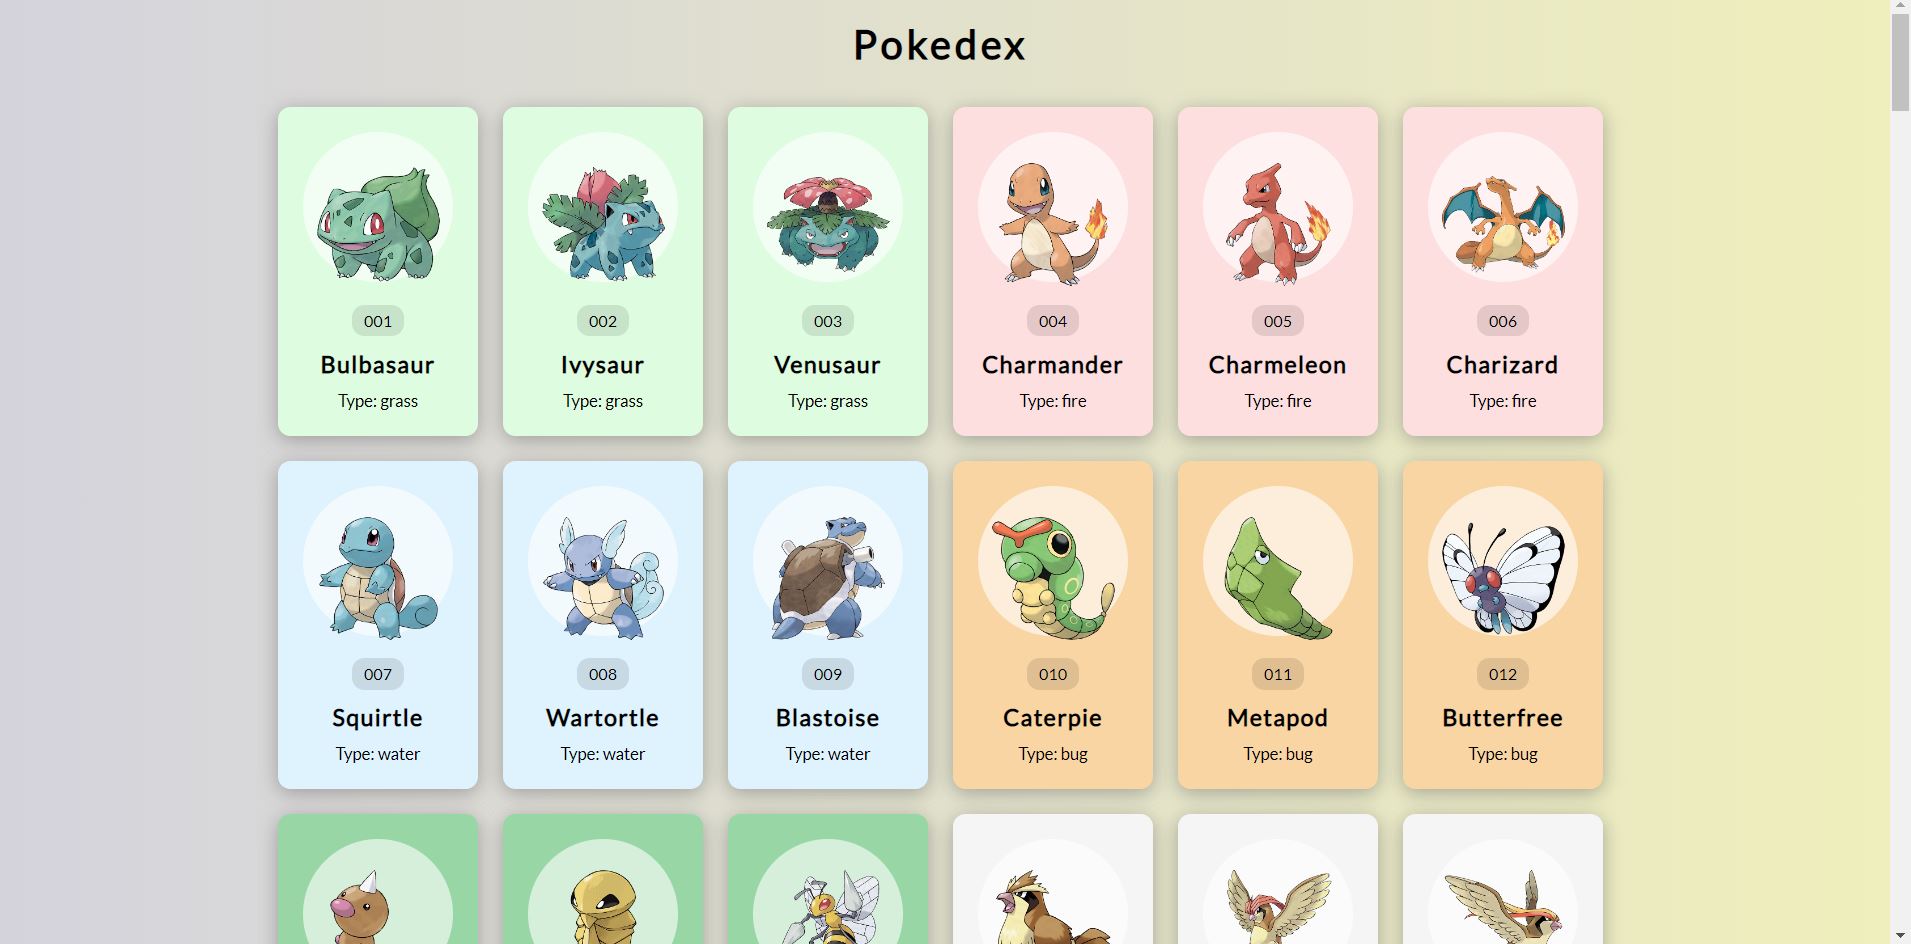 Pokedex
001
Bulbasaur
Type: grass
002
Ivysaur
Type: grass
003
Venusaur
Type: grass
004
Charmander
Type: fire
005
Charmeleon
Type: fire
006
Charizard
Type: fire
007
Squirtle
Type: water
008
Wartortle
Type: water
009
Blastoise
Type: water
010
Caterpie
Type: bug
011
Metapod
Type: bug
012
Butterfree
Type: bug